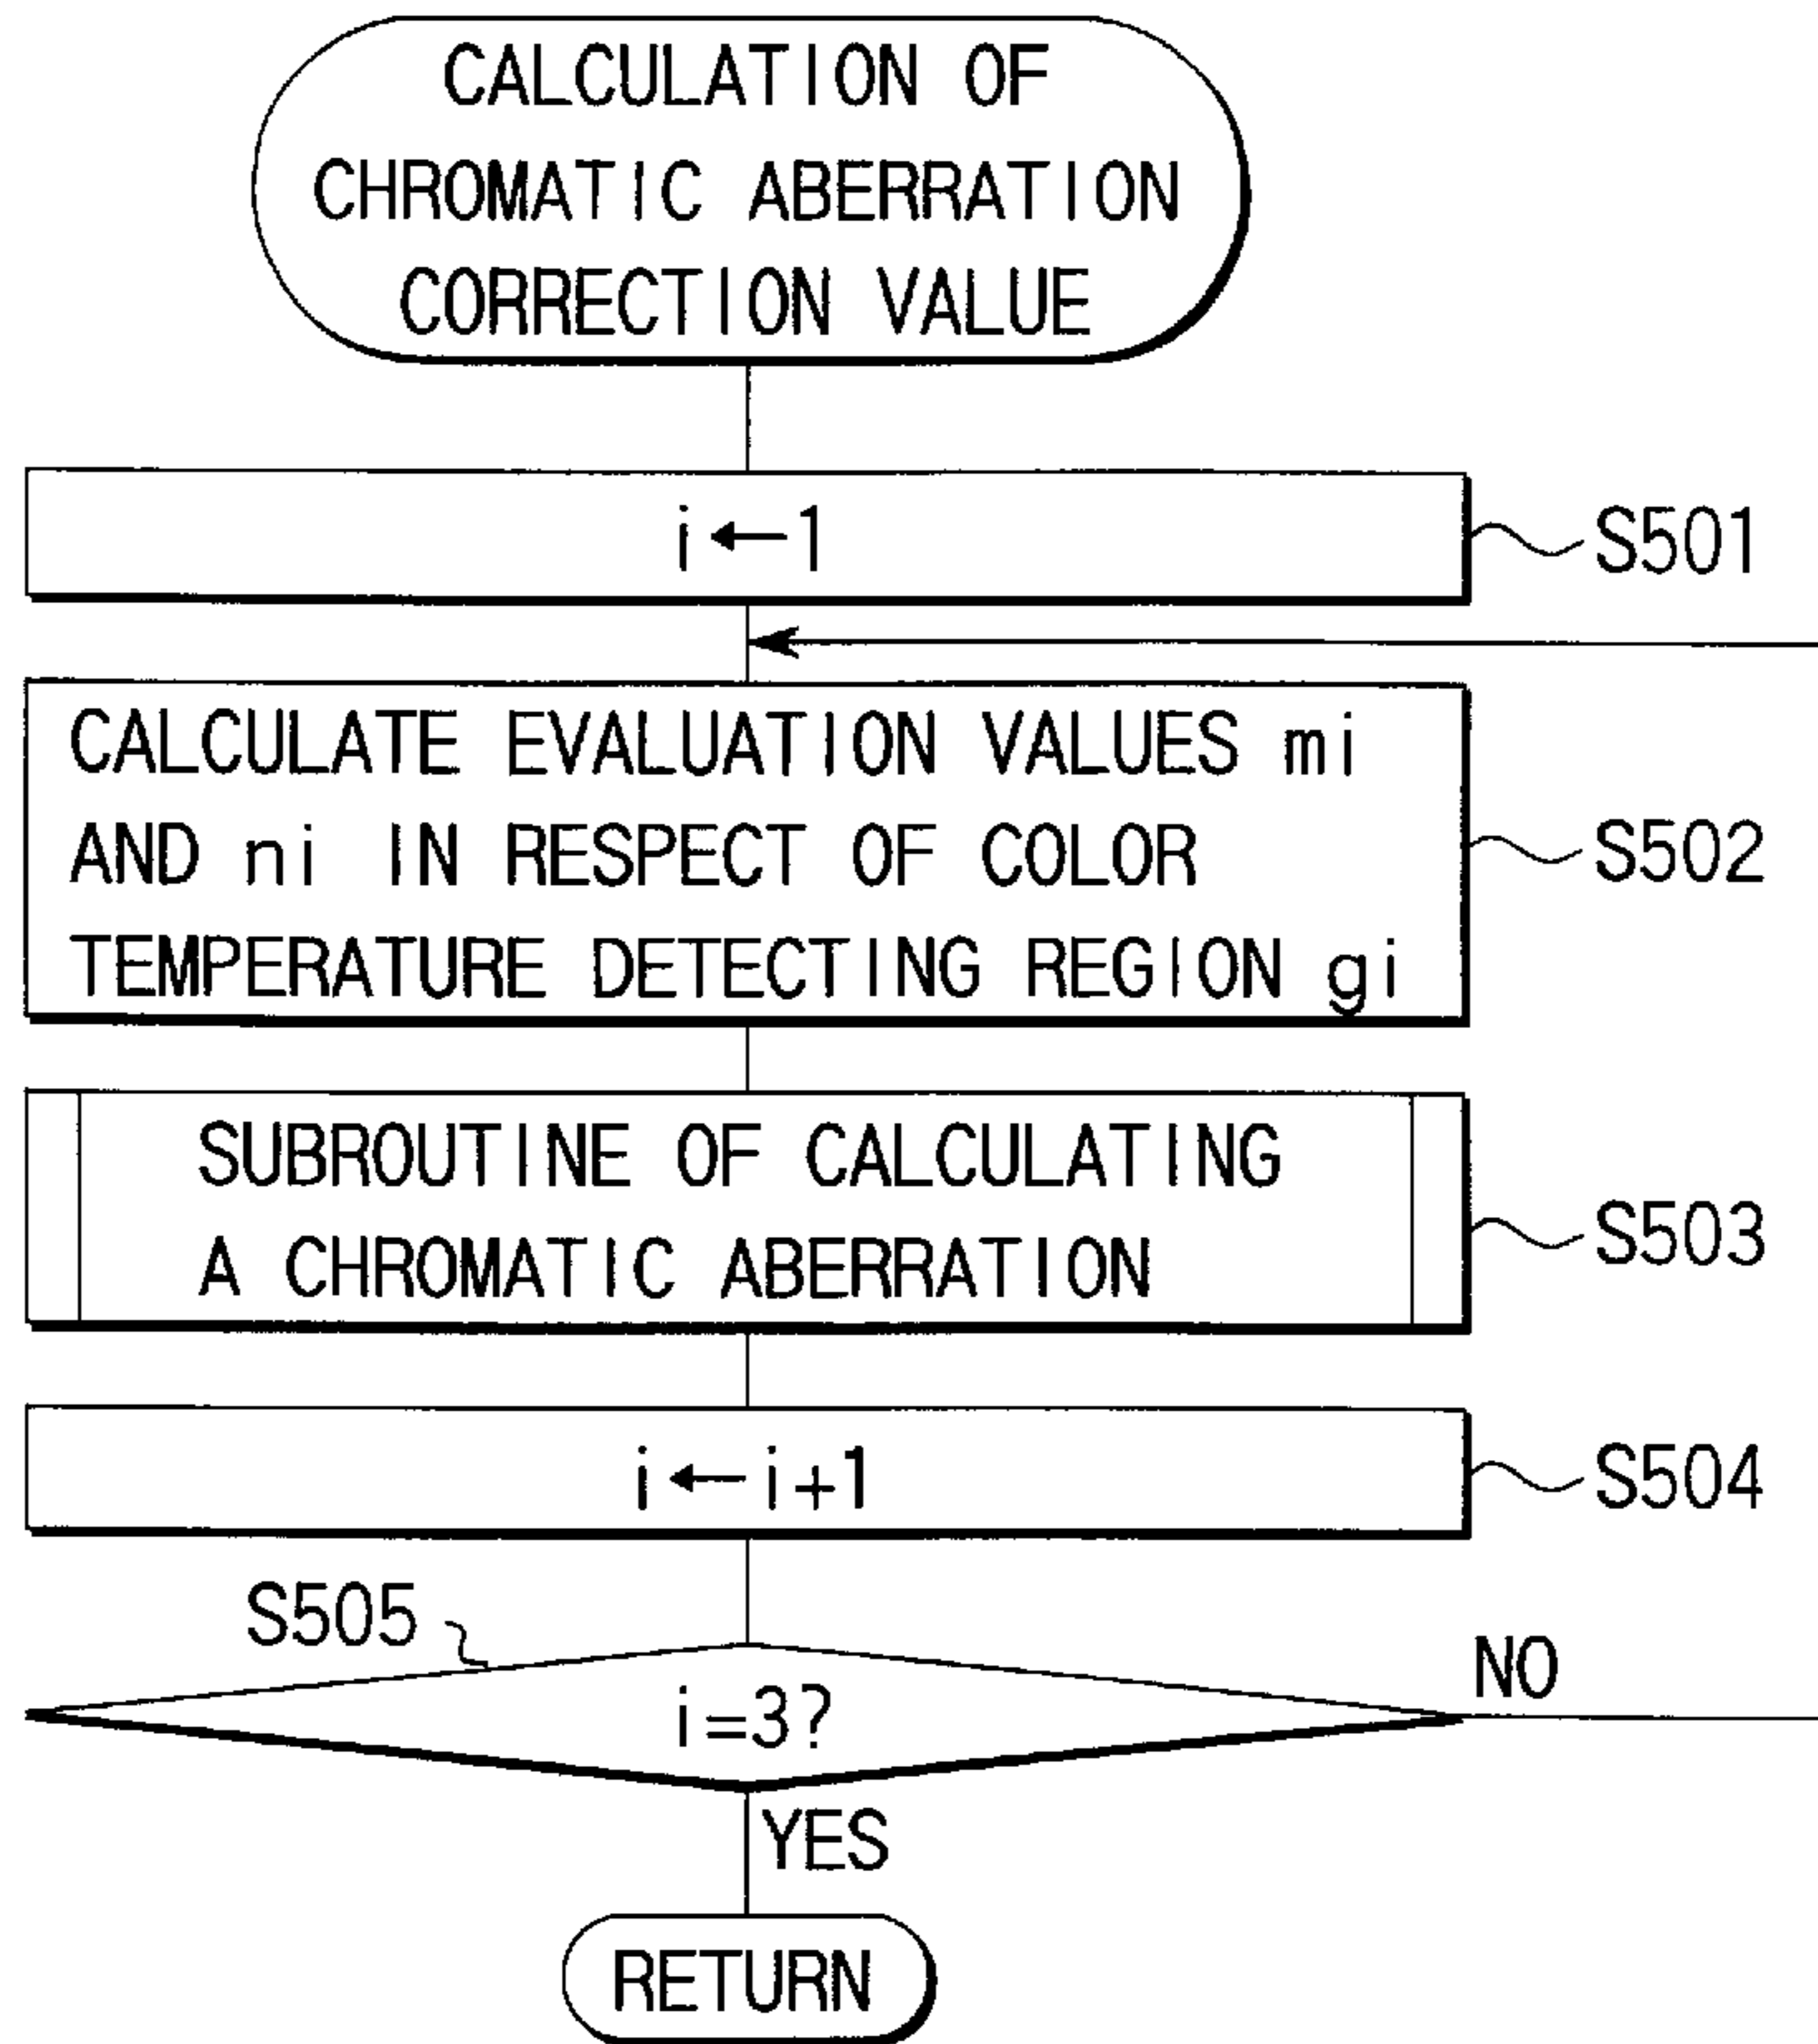 CALCULATION OF
CHROMATIC ABERRATION
CORRECTION VALUE
i←1
S501
CALCULATE EVALUATION VALUES mi
AND ni IN RESPECT OF COLOR
TEMPERATURE DETECTING REGION gi
S502
SUBROUTINE OF CALCULATING
A CHROMATIC ABERRATION
S503
i←i+1
S504
S505
i=3?
NO
YES
RETURN